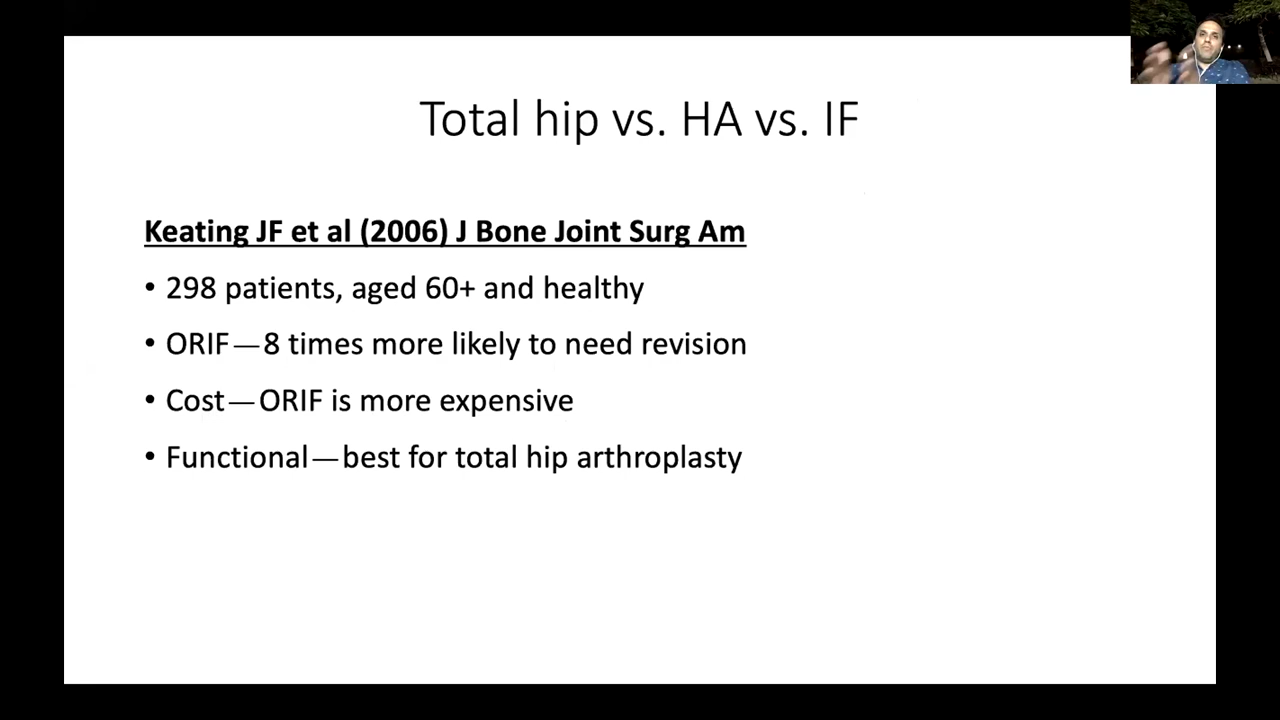 Total hip vs. HA vs. IF
Keating JF et al (2006) J Bone Joint Surg Am
• 298 patients, aged 60+ and healthy
• ORIF—8 times more likely to need revision
• Cost—ORIF is more expensive
• Functional—best for total hip arthroplasty